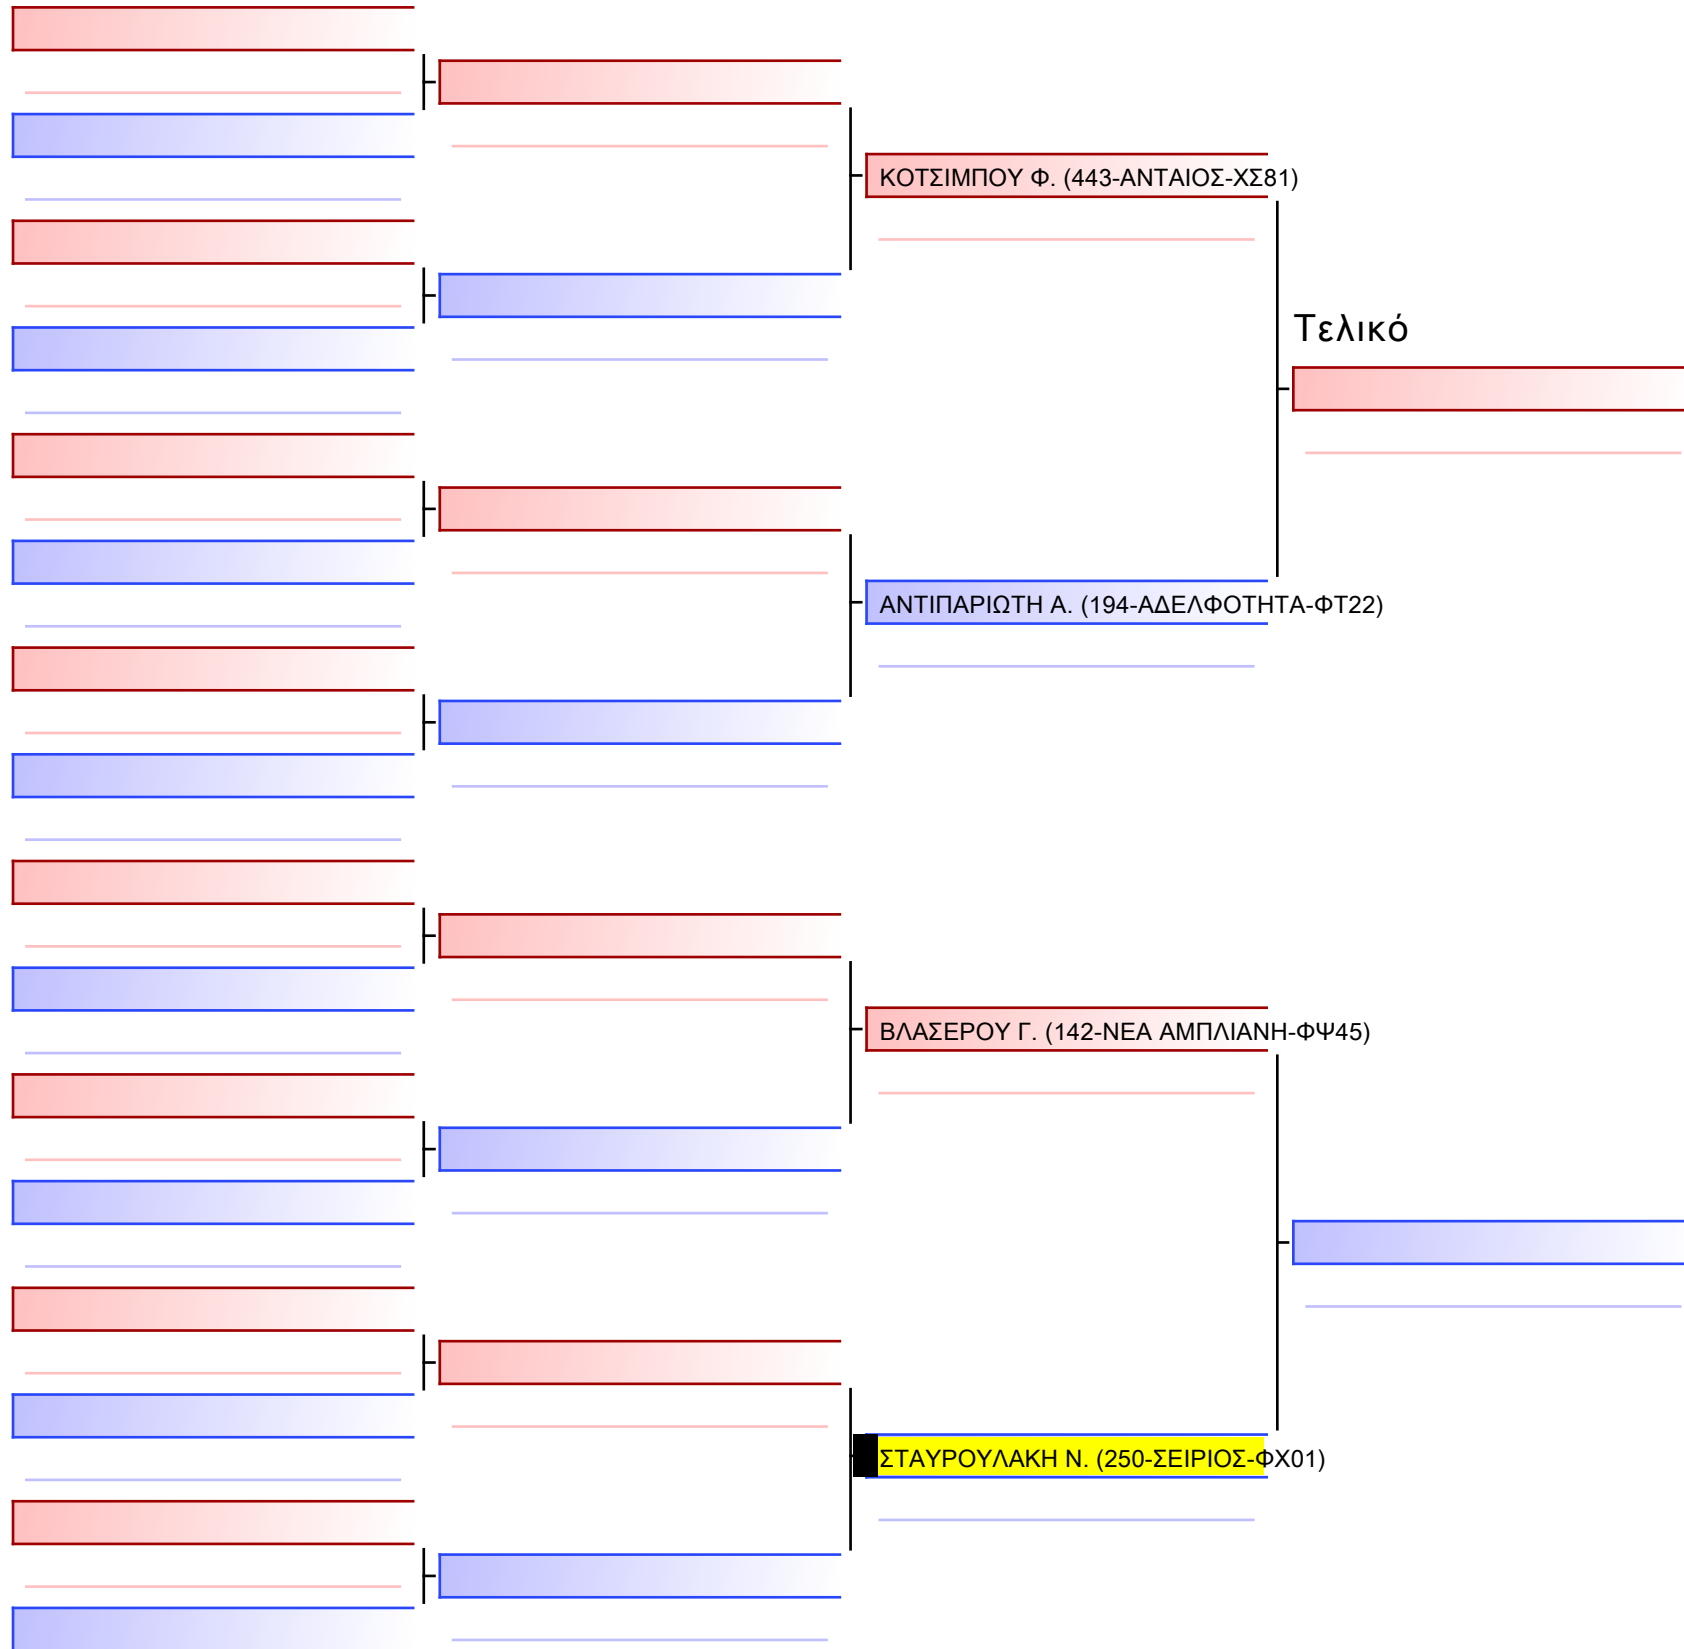 ΚΟΤΣΙΜΠΟΥ Φ. (443-ΑΝΤΑΙΟΣ-ΧΣ81)
Τελικό
ΑΝΤΙΠΑΡΙΩΤΗ Α. (194-ΑΔΕΛΦΟΤΗΤΑ-ΦΤ22)
ΒΛΑΣΕΡΟΥ Γ. (142-ΝΕΑ ΑΜΠΛΙΑΝΗ-ΦΨ45)
ΣΤΑΥΡΟΥΛΑΚΗ Ν. (250-ΣΕΙΡΙΟΣ-ΦΧ01)